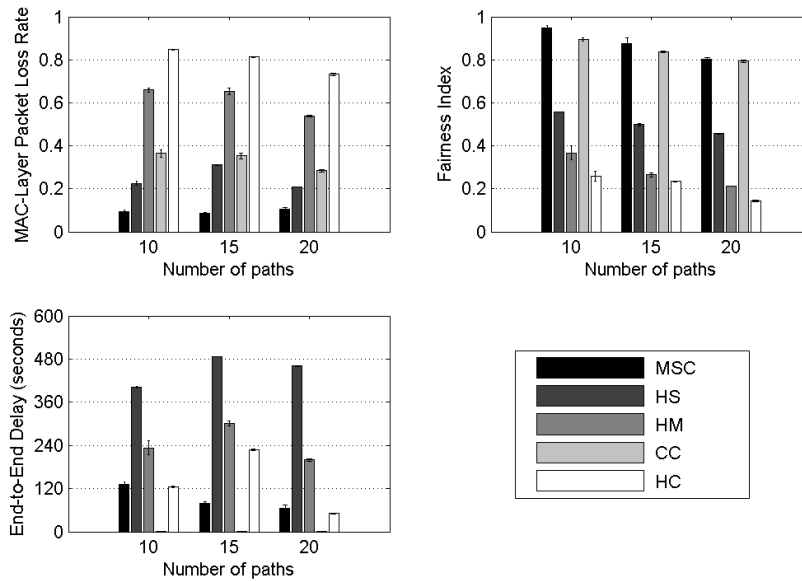 MAC-Layer Packet Loss Rate
1
0.8
0.6
0.4
0.2
0
10 15 20
Number of paths
Fairness Index
1
0.8
0.6
0.4
0.2
0
10 15 20
Number of paths
End-to-End Delay (seconds)
600
480
360
240
120
0
10 15 20
Number of paths
MSC
HS
HM
CC
HC